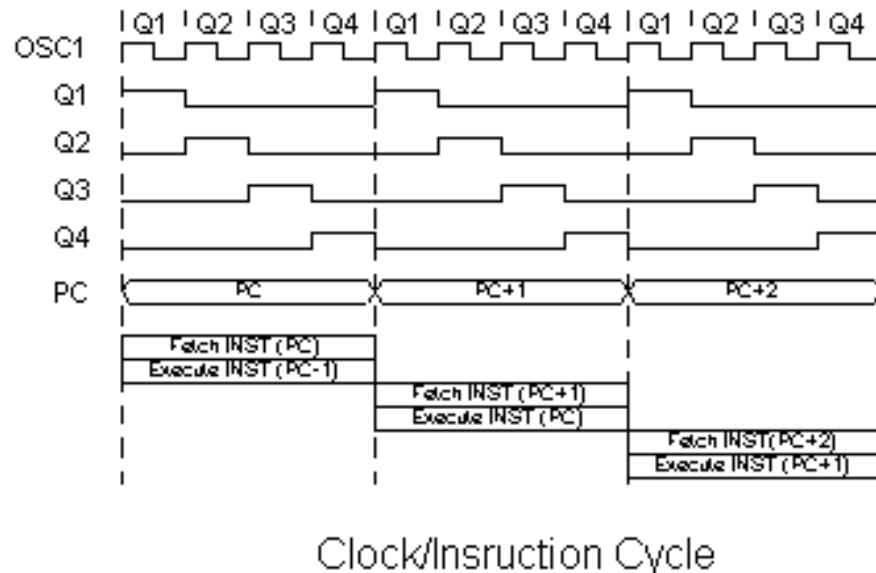 Q1 Q2 Q3 Q4 Q1 Q2 Q3 Q4 Q1 Q2 Q3 Q4
OSC1
Q1
Q2
Q3
Q4
PC PC PC+1 PC+2
Fetch INST (PC)
Execute INST (PC-1)
Fetch INST (PC+1)
Execute INST (PC)
Fetch INST(PC+2)
Execute INST (PC+1)
Clock/Insruction Cycle